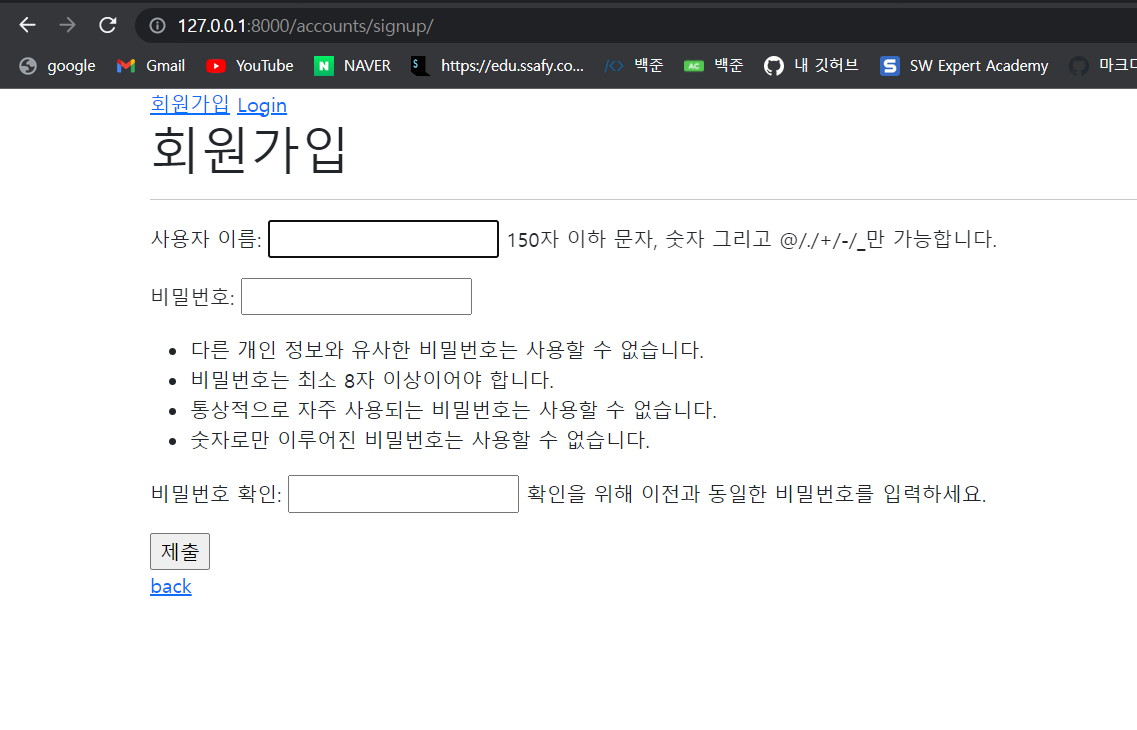 127.0.0.1:8000/accounts/signup/
google Gmail YouTube N NAVER $ https://edu.ssafy.co... </> 백준 AC 백준 내 깃허브 S SW Expert Academy
회원가입 Login
회원가입
사용자 이름: 150자 이하 문자, 숫자 그리고 @/./+/-/_만 가능합니다.
비밀번호:
• 다른 개인 정보와 유사한 비밀번호는 사용할 수 없습니다.
• 비밀번호는 최소 8자 이상이어야 합니다.
• 통상적으로 자주 사용되는 비밀번호는 사용할 수 없습니다.
• 숫자로만 이루어진 비밀번호는 사용할 수 없습니다.
비밀번호 확인: 확인을 위해 이전과 동일한 비밀번호를 입력하세요.
제출
back